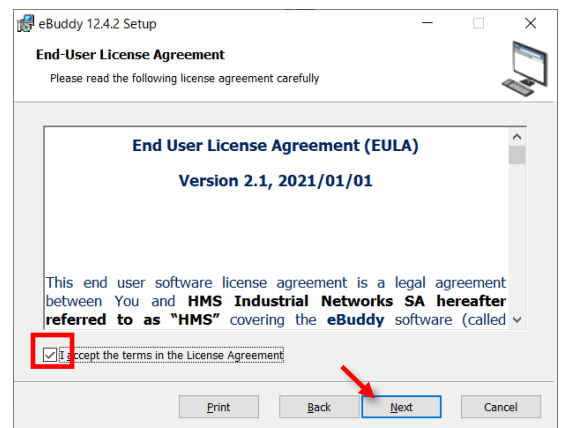 eBuddy 12.4.2 Setup
End-User License Agreement
Please read the following license agreement carefully
End User License Agreement (EULA)
Version 2.1, 2021/01/01
This end user software license agreement is a legal agreement
between You and HMS Industrial Networks SA hereafter
referred to as “HMS” covering the eBuddy software (called
I accept the terms in the License Agreement
Print Back Next Cancel